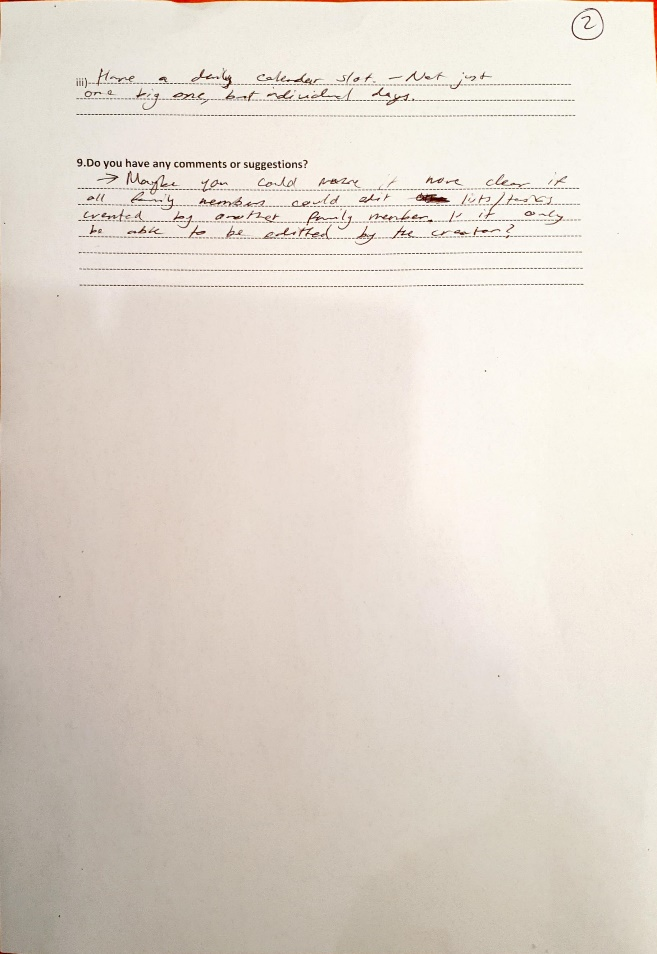 2
iii) Have a daily calendar slot. - Not just
one big one, but individual days.
9.Do you have any comments or suggestions?
→ Maybe you could make it more clear if
all family members could edit lists/tasks
created by another family member. Is it only
be able to be editted by the creator?